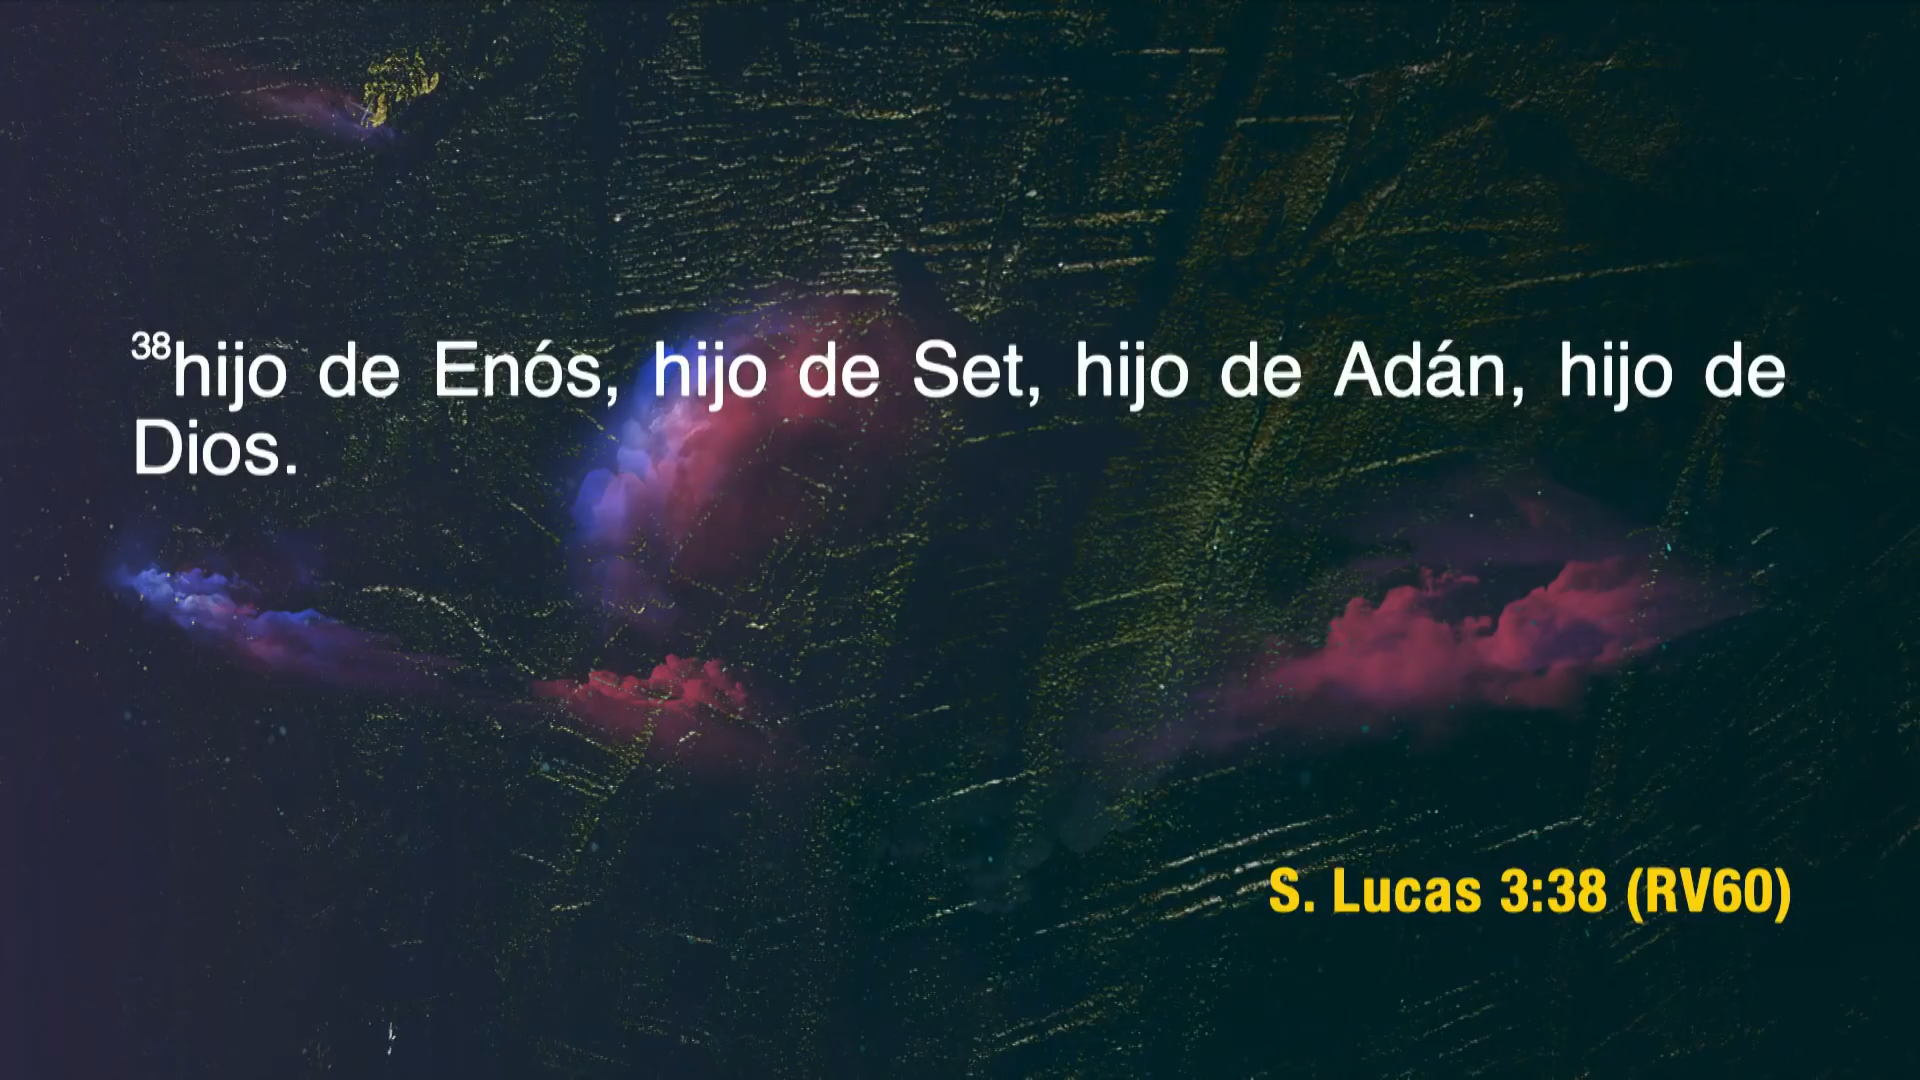 ³⁸hijo de Enós, hijo de Set, hijo de Adán, hijo de
Dios.
S. Lucas 3:38 (RV60)